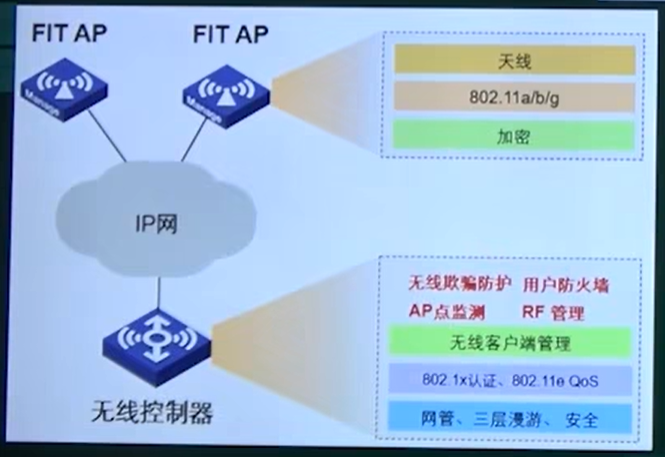 FIT AP
FIT AP
Manage
Manage
天线
802.11a/b/g
加密
IP网
无线控制器
无线欺骗防护 用户防火墙
AP点监测 RF 管理
无线客户端管理
802.1x认证、802.11e QoS
网管、三层漫游、 安全